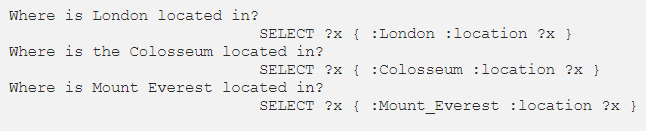 Where is London located in?
SELECT ?x { :London :location ?x }
Where is the Colosseum located in?
SELECT ?x { :Colosseum :location ?x }
Where is Mount Everest located in?
SELECT ?x { :Mount_Everest :location ?x }